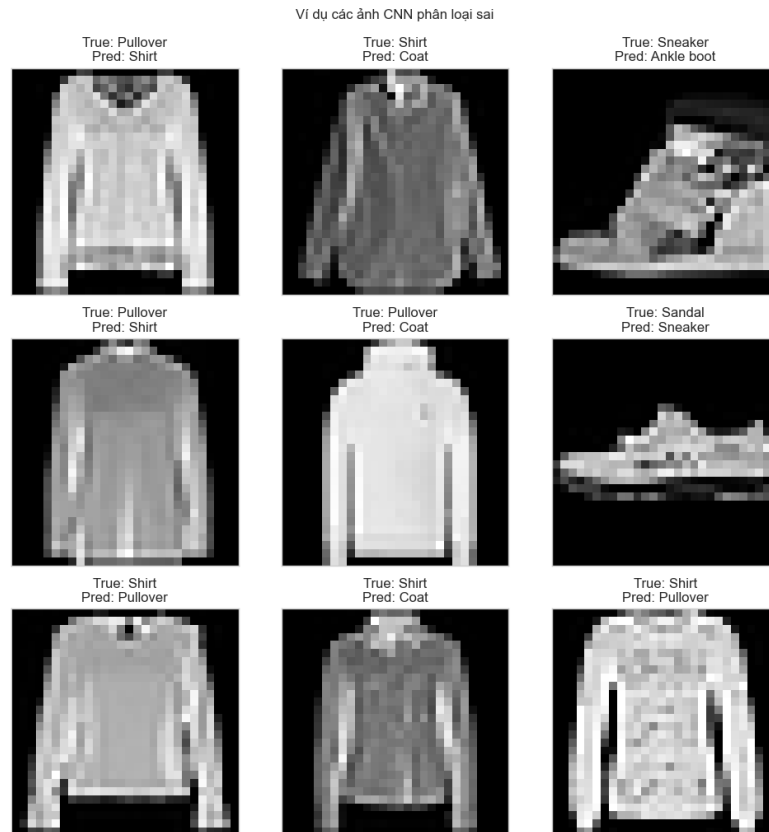 Ví dụ các ảnh CNN phân loại sai
True: Pullover
Pred: Shirt
True: Shirt
Pred: Coat
True: Sneaker
Pred: Ankle boot
True: Pullover
Pred: Shirt
True: Pullover
Pred: Coat
True: Sandal
Pred: Sneaker
True: Shirt
Pred: Pullover
True: Shirt
Pred: Coat
True: Shirt
Pred: Pullover